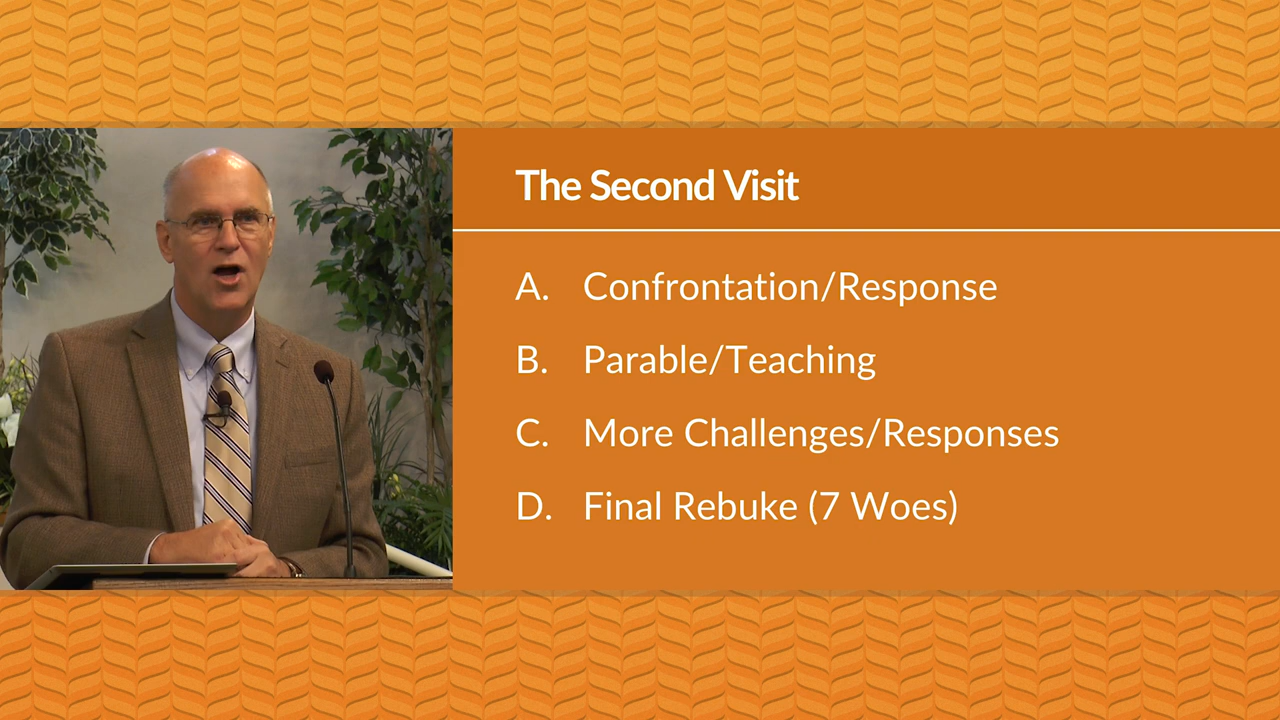 The Second Visit
A. Confrontation/Response
B. Parable/Teaching
C. More Challenges/Responses
D. Final Rebuke (7 Woes)